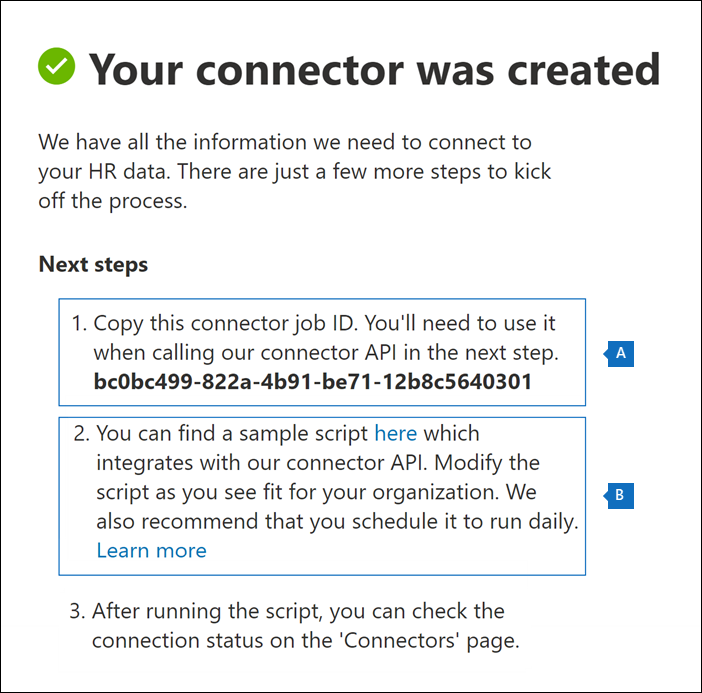 Your connector was created
We have all the information we need to connect to
your HR data. There are just a few more steps to kick
off the process.
Next steps
1. Copy this connector job ID. You'll need to use it
when calling our connector API in the next step.
bc0bc499-822a-4b91-be71-12b8c5640301
A
2. You can find a sample script here which
integrates with our connector API. Modify the
script as you see fit for your organization. We
also recommend that you schedule it to run daily.
Learn more
B
3. After running the script, you can check the
connection status on the 'Connectors' page.